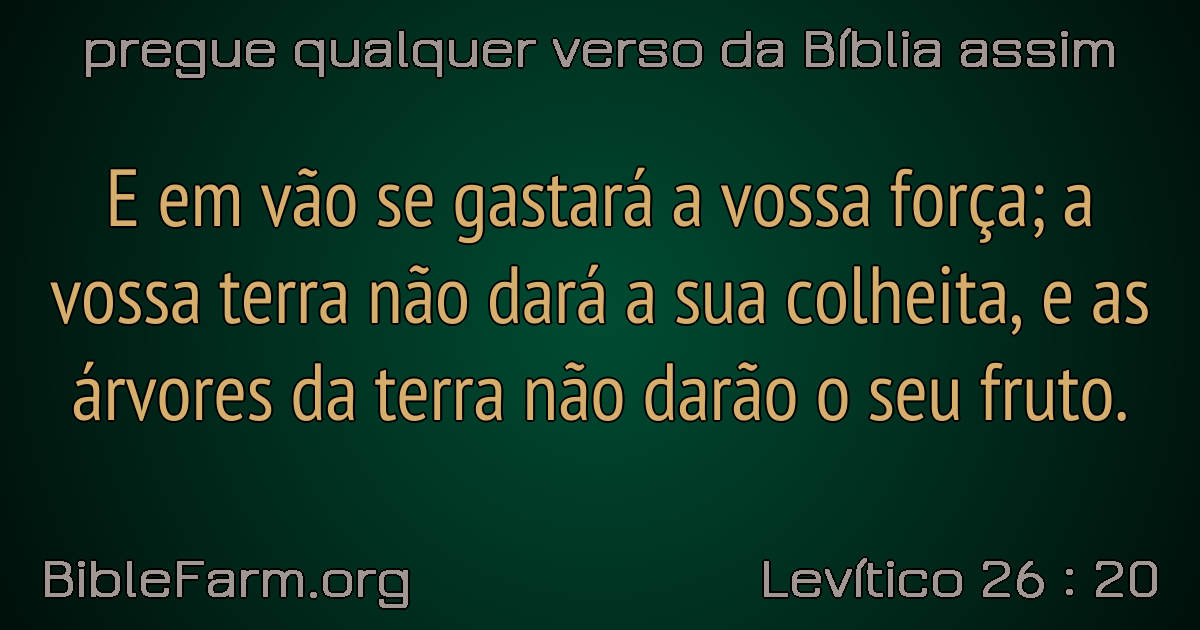 pregue qualquer verso da Bíblia assim
E em vão se gastará a vossa força; a
vossa terra não dará a sua colheita, e as
árvores da terra não darão o seu fruto.
BibleFarm.org
Levítico 26 : 20